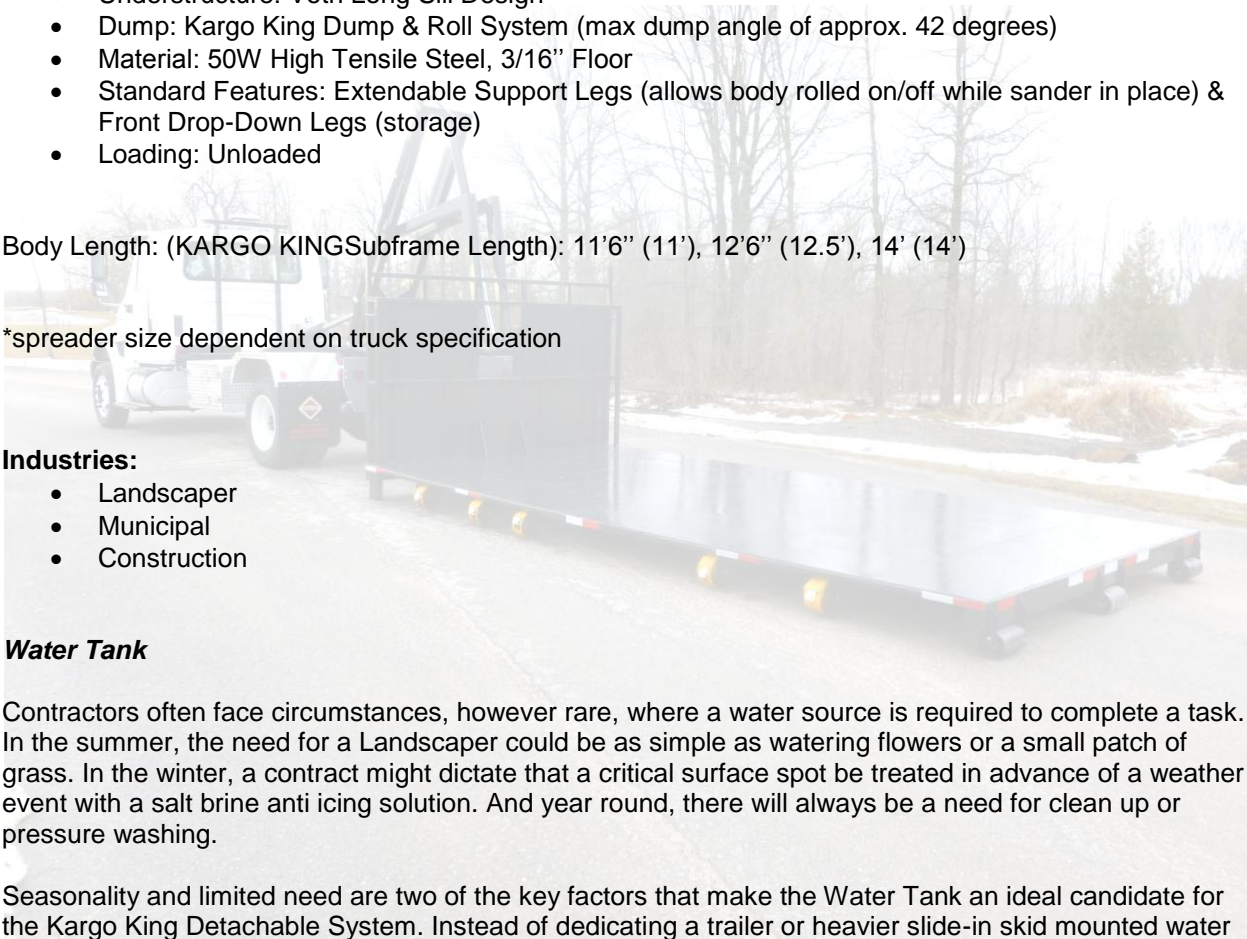 • Dump: Kargo King Dump & Roll System (max dump angle of approx. 42 degrees)
• Material: 50W High Tensile Steel, 3/16’’ Floor
• Standard Features: Extendable Support Legs (allows body rolled on/off while sander in place) &
Front Drop-Down Legs (storage)
• Loading: Unloaded
Body Length: (KARGO KINGSubframe Length): 11’6’’ (11’), 12’6’’ (12.5’), 14’ (14’)
*spreader size dependent on truck specification
Industries:
• Landscaper
• Municipal
• Construction
Water Tank
Contractors often face circumstances, however rare, where a water source is required to complete a task.
In the summer, the need for a Landscaper could be as simple as watering flowers or a small patch of
grass. In the winter, a contract might dictate that a critical surface spot be treated in advance of a weather
event with a salt brine anti icing solution. And year round, there will always be a need for clean up or
pressure washing.
Seasonality and limited need are two of the key factors that make the Water Tank an ideal candidate for
the Kargo King Detachable System. Instead of dedicating a trailer or heavier slide-in skid mounted water